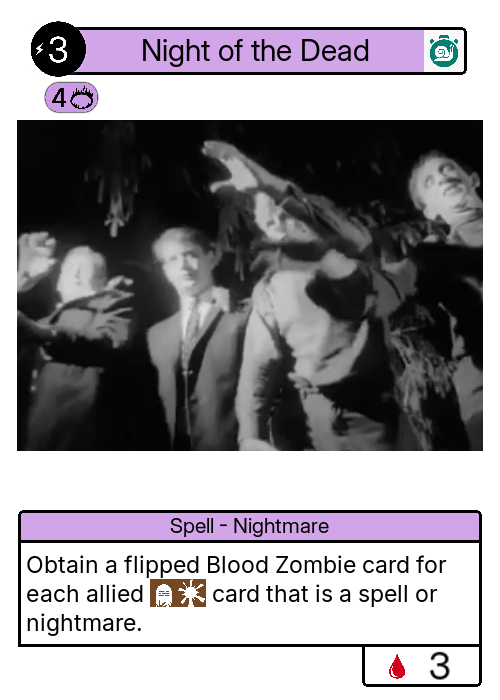 3 Night of the Dead
4
Spell - Nightmare
Obtain a flipped Blood Zombie card for
each allied card that is a spell or
nightmare.
3